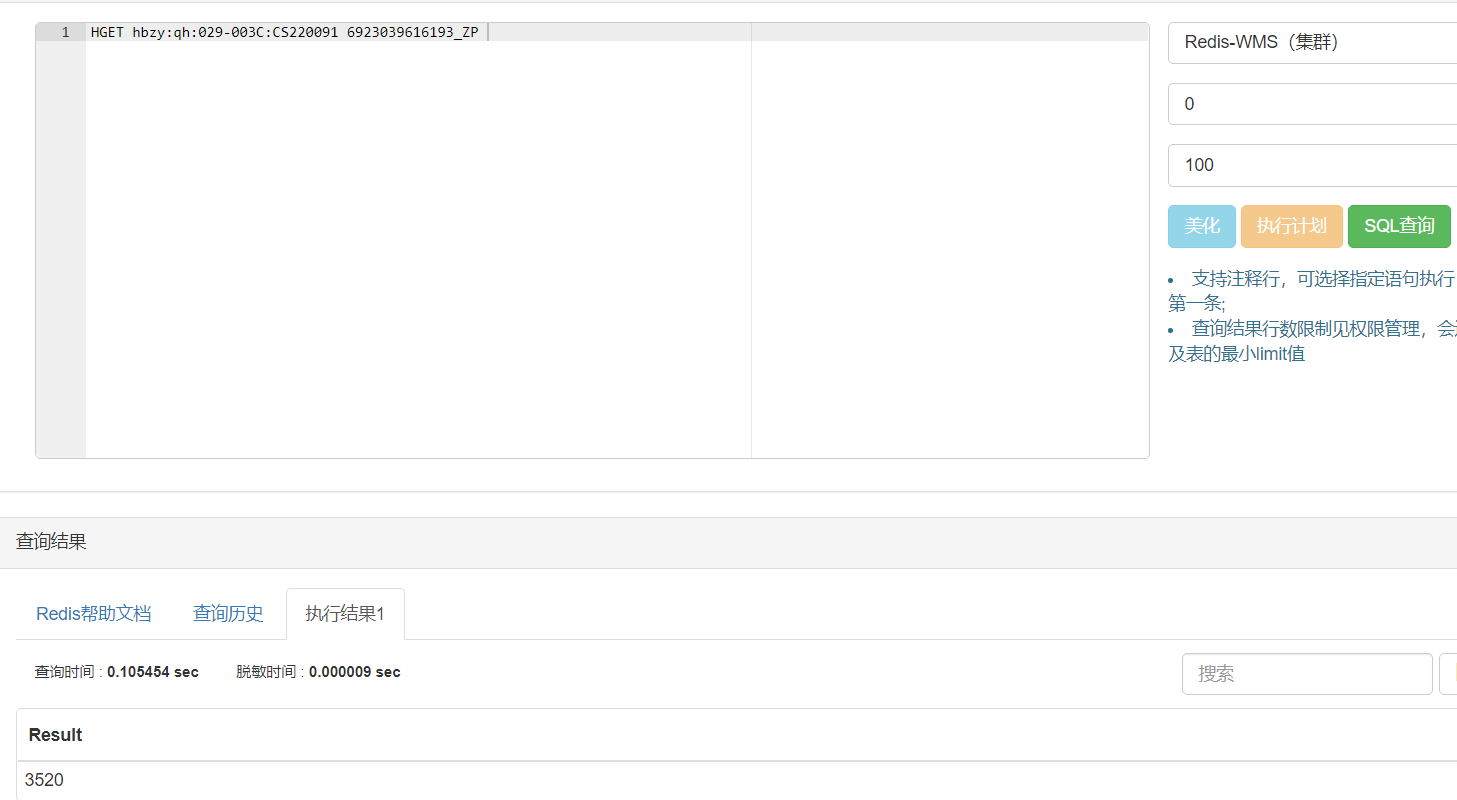 1 HGET hbzy:qh:029-003C:CS220091 6923039616193_ZP
Redis-WMS（集群）
0
100
美化 执行计划 SQL查询
• 支持注释行，可选择指定语句执行
第一条;
• 查询结果行数限制见权限管理，会
及表的最小limit值
查询结果
Redis帮助文档 查询历史 执行结果1
查询时间 : 0.105454 sec 脱敏时间 : 0.000009 sec
搜索
Result
3520